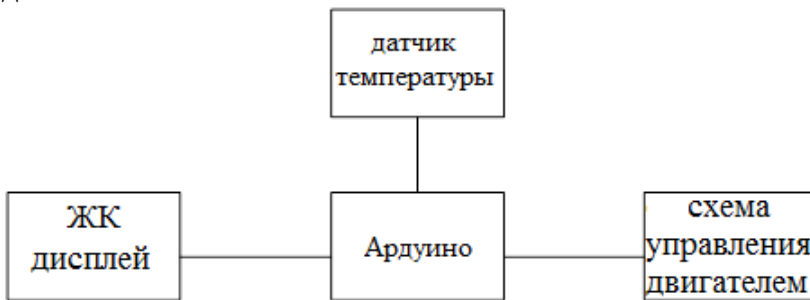 датчик
температуры
ЖК
дисплей
Ардуино
схема
управления
двигателем